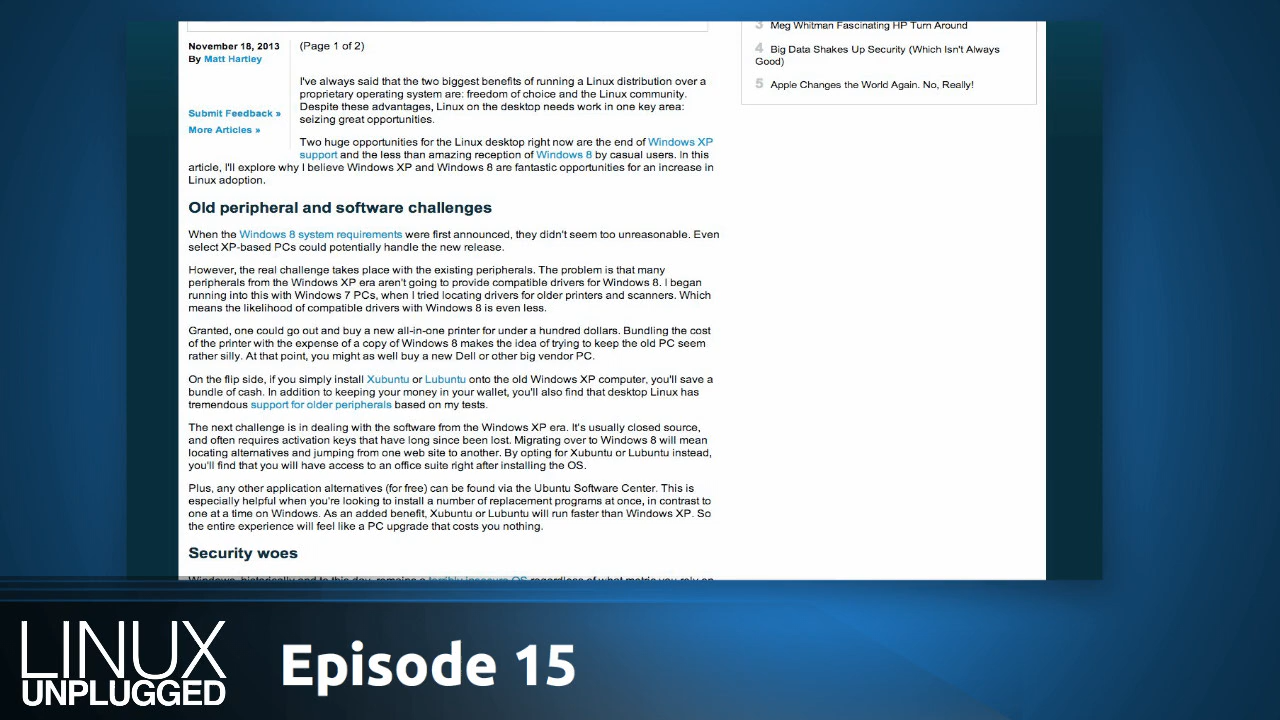 November 18, 2013
By Matt Hartley
Submit Feedback »
More Articles »
(Page 1 of 2)
I've always said that the two biggest benefits of running a Linux distribution over a
proprietary operating system are: freedom of choice and the Linux community.
Despite these advantages, Linux on the desktop needs work in one key area:
seizing great opportunities.
Two huge opportunities for the Linux desktop right now are the end of Windows XP
support and the less than amazing reception of Windows 8 by casual users. In this
article, I'll explore why I believe Windows XP and Windows 8 are fantastic opportunities for an increase in
Linux adoption.
Old peripheral and software challenges
When the Windows 8 system requirements were first announced, they didn't seem too unreasonable. Even
select XP-based PCs could potentially handle the new release.
However, the real challenge takes place with the existing peripherals. The problem is that many
peripherals from the Windows XP era aren't going to provide compatible drivers for Windows 8. I began
running into this with Windows 7 PCs, when I tried locating drivers for older printers and scanners. Which
means the likelihood of compatible drivers with Windows 8 is even less.
Granted, one could go out and buy a new all-in-one printer for under a hundred dollars. Bundling the cost
of the printer with the expense of a copy of Windows 8 makes the idea of trying to keep the old PC seem
rather silly. At that point, you might as well buy a new Dell or other big vendor PC.
On the flip side, if you simply install Xubuntu or Lubuntu onto the old Windows XP computer, you'll save a
bundle of cash. In addition to keeping your money in your wallet, you'll also find that desktop Linux has
tremendous support for older peripherals based on my tests.
The next challenge is in dealing with the software from the Windows XP era. It's usually closed source,
and often requires activation keys that have long since been lost. Migrating over to Windows 8 will mean
locating alternatives and jumping from one web site to another. By opting for Xubuntu or Lubuntu instead,
you'll find that you will have access to an office suite right after installing the OS.
Plus, any other application alternatives (for free) can be found via the Ubuntu Software Center. This is
especially helpful when you're looking to install a number of replacement programs at once, in contrast to
one at a time on Windows. As an added benefit, Xubuntu or Lubuntu will run faster than Windows XP. So
the entire experience will feel like a PC upgrade that costs you nothing.
Security woes
Windows, historically and to this day, remains a terribly insecure OS regardless of what metric you rely on
3 Meg Whitman Fascinating HP Turn Around
4 Big Data Shakes Up Security (Which Isn't Always
Good)
5 Apple Changes the World Again. No, Really!
LINUX
UNPLUGGED
Episode 15